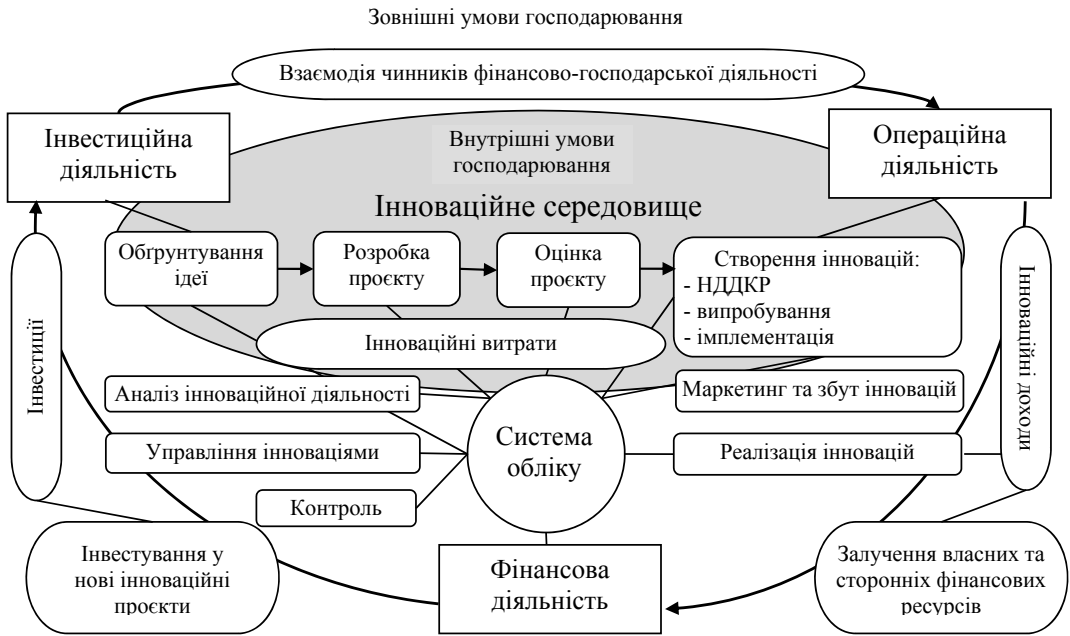 Зовнішні умови господарювання
Взаємодія чинників фінансово-господарської діяльності
Інвестиційна
діяльність
Операційна
діяльність
Внутрішні умови
господарювання
Інноваційне середовище
Обґрунтування
ідеї
Розробка
проєкту
Оцінка
проєкту
Створення інновацій:
- НДДКР
- випробування
- імплементація
Інноваційні витрати
Інвестиції
Інноваційні доходи
Аналіз інноваційної діяльності
Маркетинг та збут інновацій
Управління інноваціями
Система
обліку
Реалізація інновацій
Контроль
Інвестування у
нові інноваційні
проєкти
Фінансова
діяльність
Залучення власних та
сторонніх фінансових
ресурсів